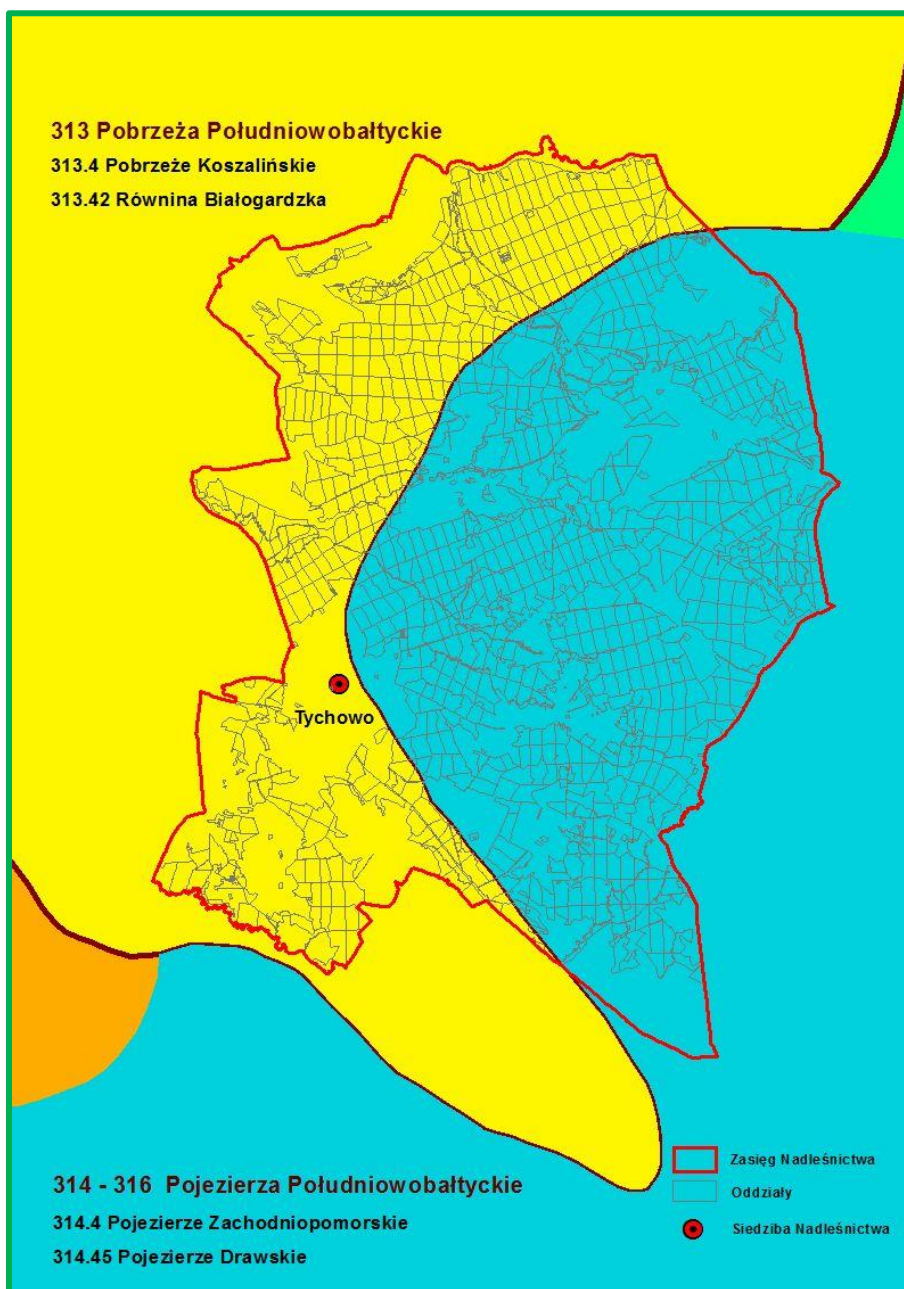 313 Pobrzeża Południowobałtyckie
313.4 Pobrzeże Koszalińskie
313.42 Równina Białogardzka
Tychowo
314 - 316 Pojezierza Południowobałtyckie
314.4 Pojezierze Zachodniopomorskie
314.45 Pojezierze Drawskie
Zasięg Nadleśnictwa
Oddziały
Siedziba Nadleśnictwa